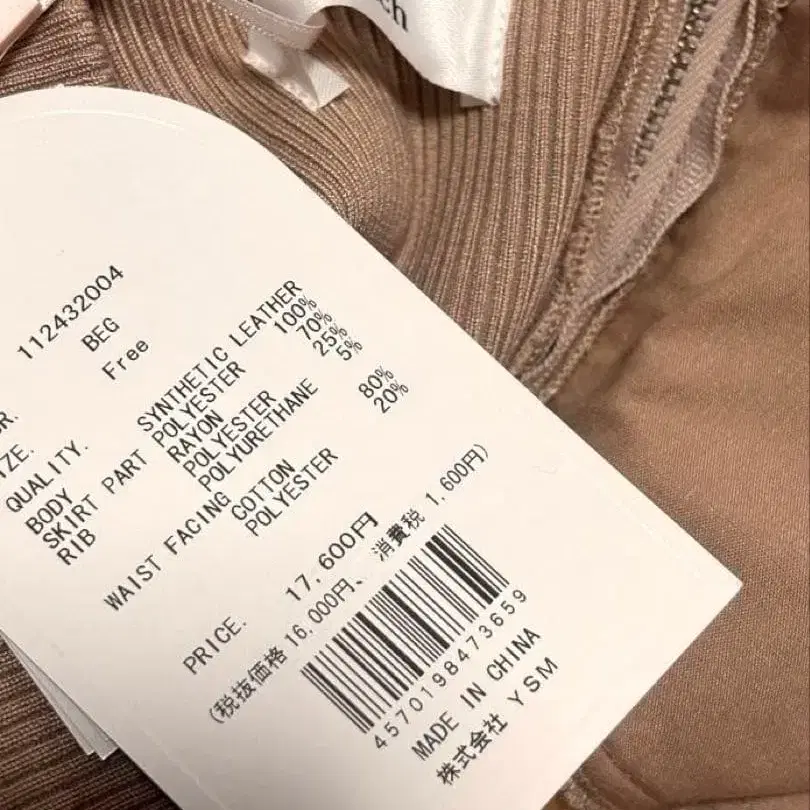 ch
112432004
BEG
IZE. Free
QUALITY.
BODY SYNTHETIC LEATHER
SKIRT PART POLYESTER 100%
RIB RAYON 70%
POLYESTER 25%
POLYURETHANE 5%
WAIST FACING COTTON 80%
POLYESTER 20%
PRICE. 17,600円
(税抜価格 16,000円、 消費税 1,600円)
4570198473659
MADE IN CHINA
株式会社 YSM